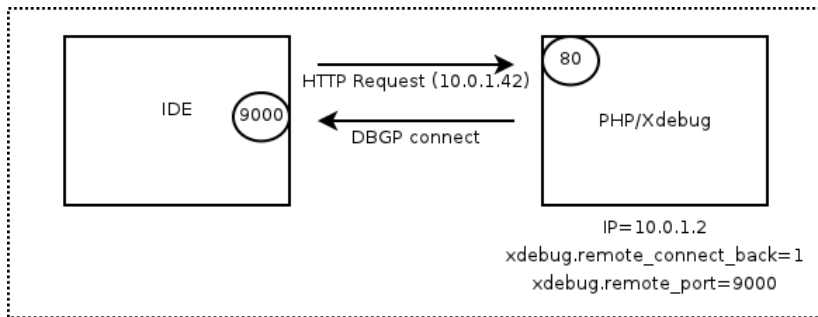 80
HTTP Request (10.0.1.42)
IDE
9000
PHP/Xdebug
DBGP connect
IP=10.0.1.2
xdebug.remote_connect_back=1
xdebug.remote_port=9000